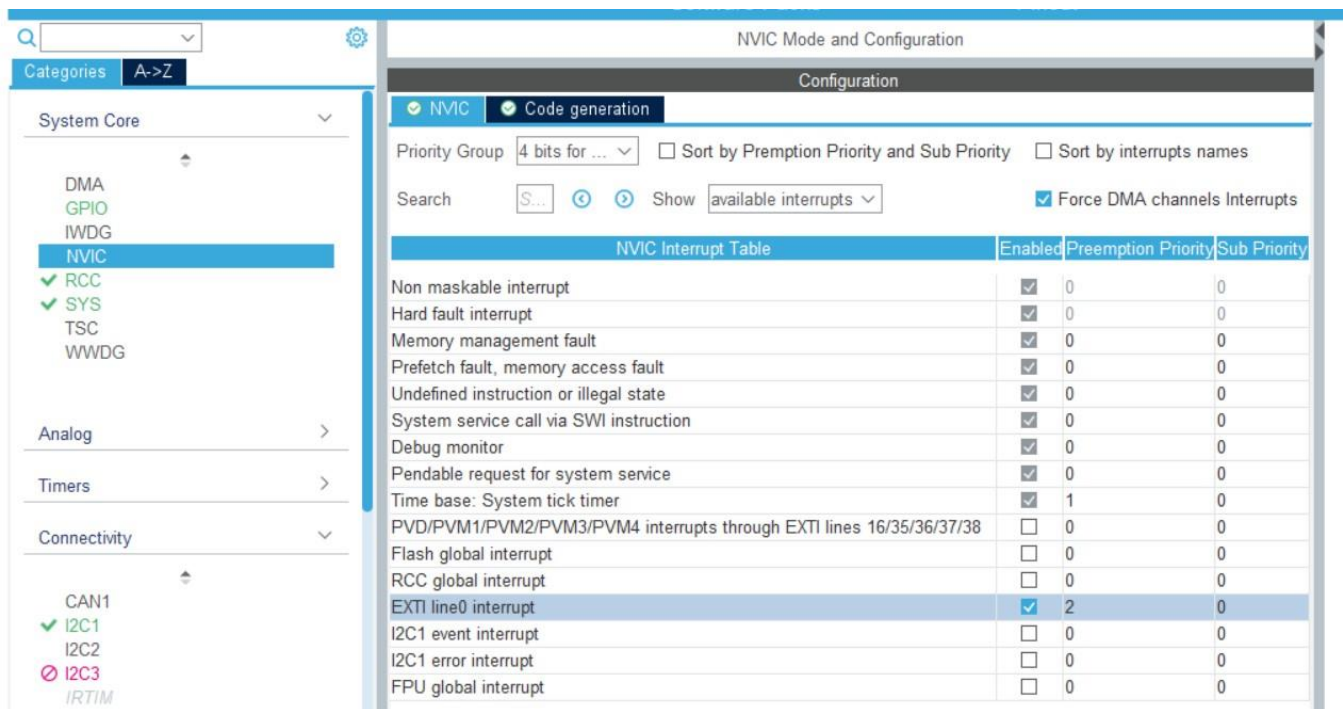 NVIC Mode and Configuration
Categories A->Z
Configuration
NVIC Code generation
System Core
Priority Group 4 bits for ... Sort by Premption Priority and Sub Priority Sort by interrupts names
DMA
GPIO
IWDG
NVIC
RCC
SYS
TSC
WWDG
Search S... Show available interrupts Force DMA channels Interrupts
NVIC Interrupt Table Enabled Preemption Priority Sub Priority
Non maskable interrupt 0 0
Hard fault interrupt 0 0
Memory management fault 0 0
Prefetch fault, memory access fault 0 0
Undefined instruction or illegal state 0 0
System service call via SWI instruction 0 0
Debug monitor 0 0
Pendable request for system service 0 0
Time base: System tick timer 1 0
PVD/PVM1/PVM2/PVM3/PVM4 interrupts through EXTI lines 16/35/36/37/38 0 0
Flash global interrupt 0 0
RCC global interrupt 0 0
EXTI line0 interrupt 2 0
I2C1 event interrupt 0 0
I2C1 error interrupt 0 0
FPU global interrupt 0 0
Analog
Timers
Connectivity
CAN1
I2C1
I2C2
I2C3
IRTIM